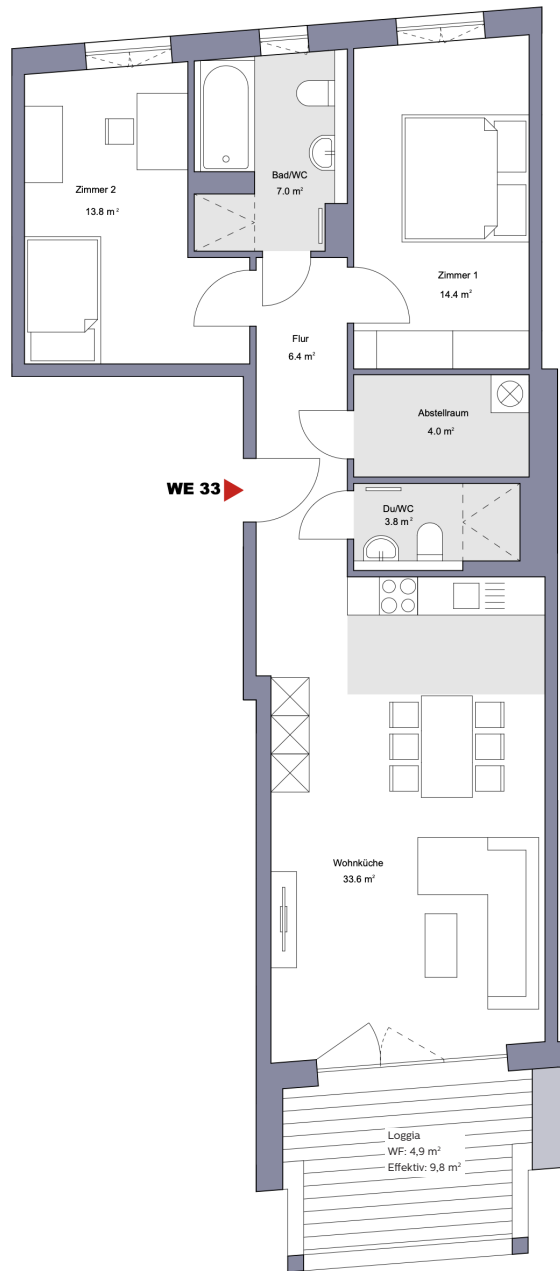 Zimmer 2
13.8 m²
Bad/WC
7.0 m²
Zimmer 1
14.4 m²
Flur
6.4 m²
Abstellraum
4.0 m²
WE 33
Du/WC
3.8 m²
Wohnküche
33.6 m²
Loggia
WF: 4,9 m²
Effektiv: 9,8 m²